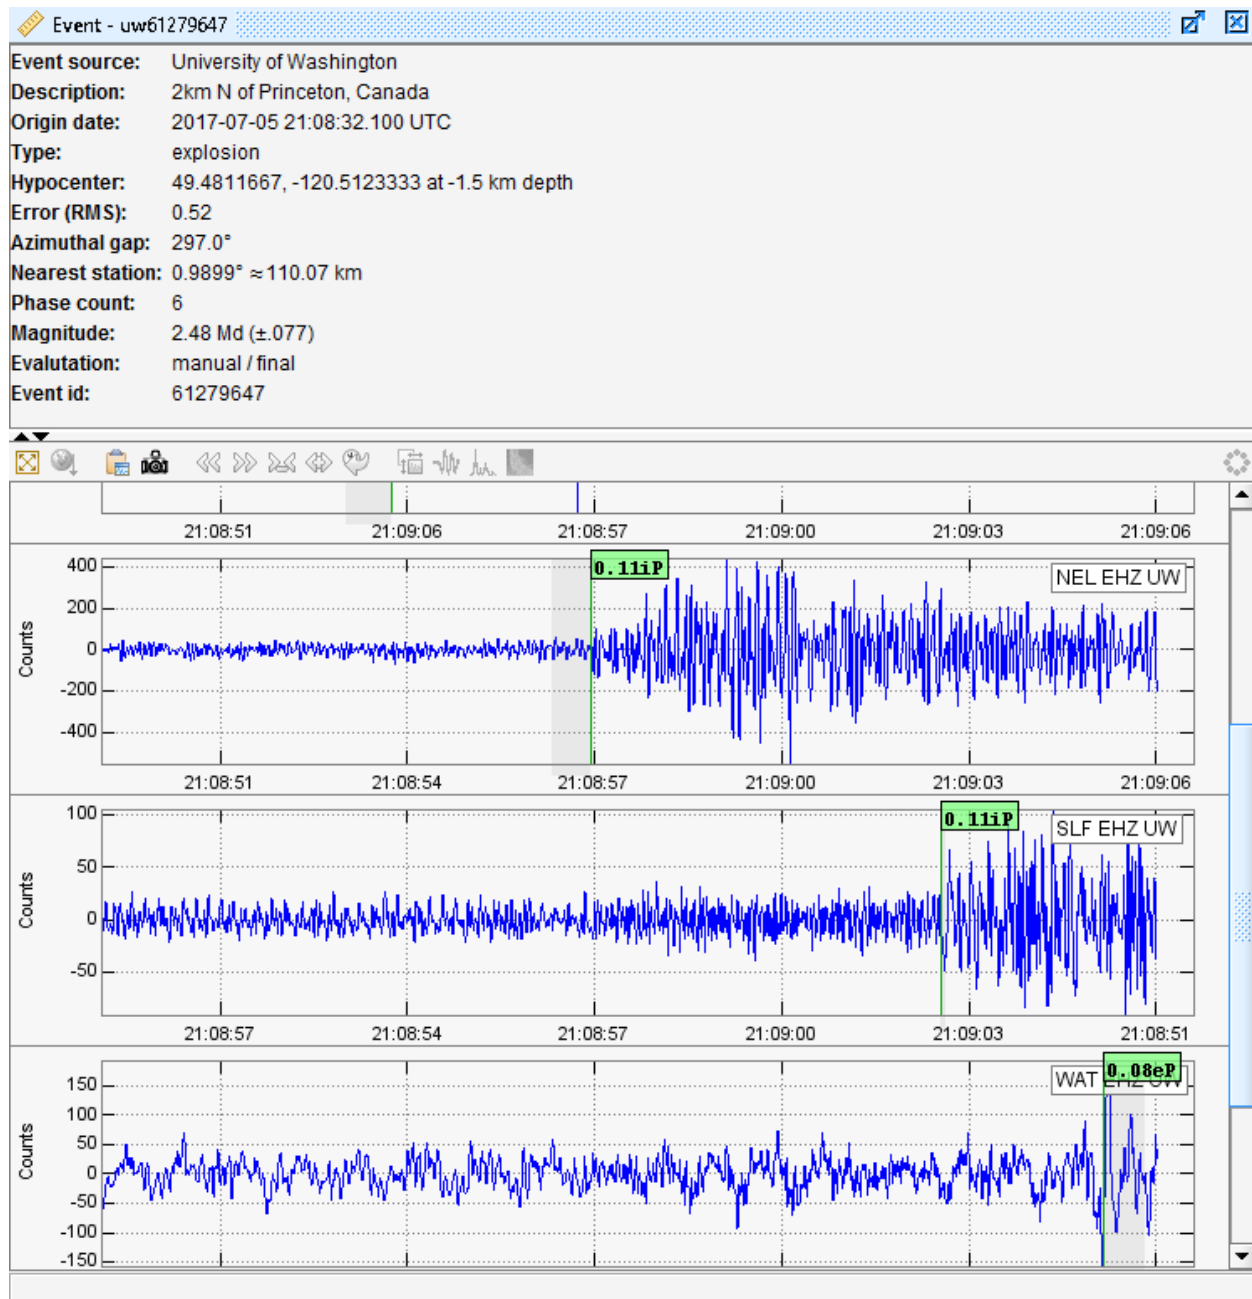 Event - uw61279647
Event source: University of Washington
Description: 2km N of Princeton, Canada
Origin date: 2017-07-05 21:08:32.100 UTC
Type: explosion
Hypocenter: 49.4811667, -120.5123333 at -1.5 km depth
Error (RMS): 0.52
Azimuthal gap: 297.0°
Nearest station: 0.9899° ≈110.07 km
Phase count: 6
Magnitude: 2.48 Md (±.077)
Evalutation: manual / final
Event id: 61279647
21:08:51 21:09:06 21:08:57 21:09:00 21:09:03 21:09:06
0.11iP
NEL EHZ UW
400
200
0
-200
-400
Counts
21:08:51 21:08:54 21:08:57 21:09:00 21:09:03 21:09:06
0.11iP
SLF EHZ UW
100
50
0
-50
Counts
21:08:57 21:08:54 21:08:57 21:09:00 21:09:03 21:08:51
0.08eP
WAT EHZ UW
150
100
50
0
-50
-100
-150
Counts